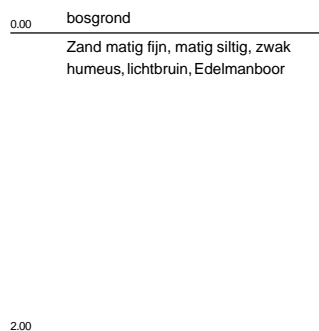 0.00 bosgrond
Zand matig fijn, matig siltig, zwak
humeus, lichtbruin, Edelmanboor
2.00